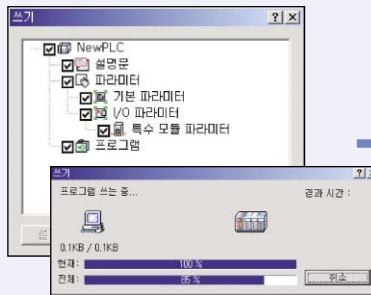 쓰기
NewPLC
설명문
파라미터
기본 파라미터
I/O 파라미터
특수 모듈 파라미터
프로그램
쓰기
프로그램 쓰는 중...
경과 시간 :
0.1KB / 0.1KB
현재: 100 %
전체: 85 %
취소